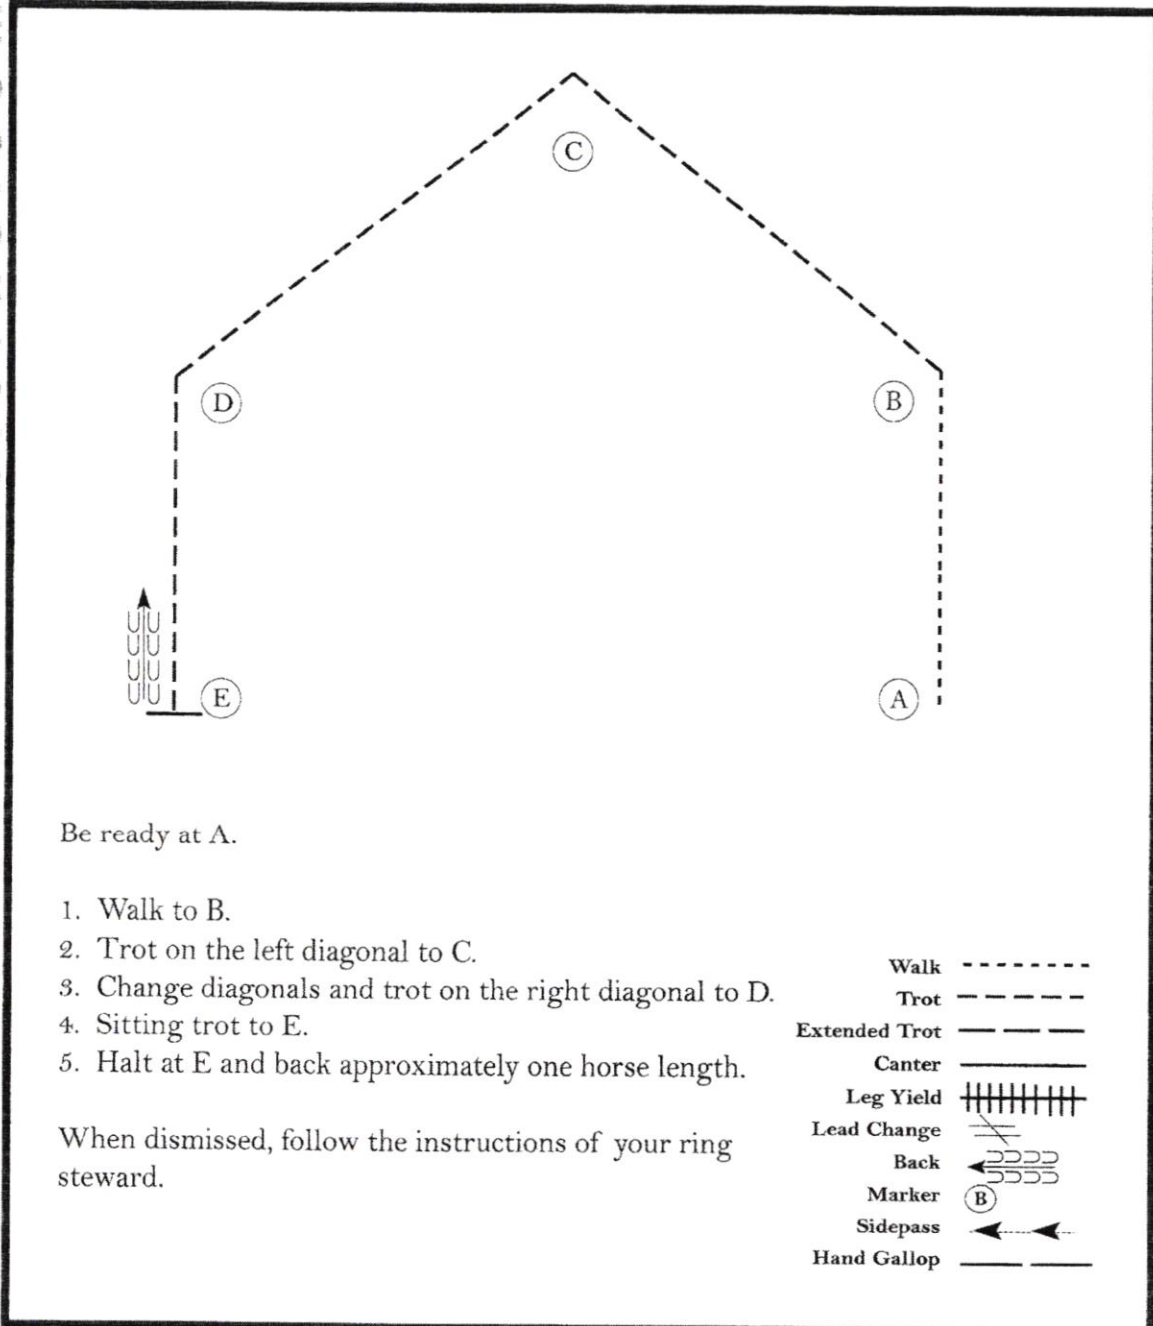 C
D
B
E
A
Be ready at A.
1. Walk to B.
2. Trot on the left diagonal to C.
3. Change diagonals and trot on the right diagonal to D.
4. Sitting trot to E.
5. Halt at E and back approximately one horse length.
When dismissed, follow the instructions of your ring
steward.
Walk
Trot
Extended Trot
Canter
Leg Yield
Lead Change
Back
Marker B
Sidepass
Hand Gallop